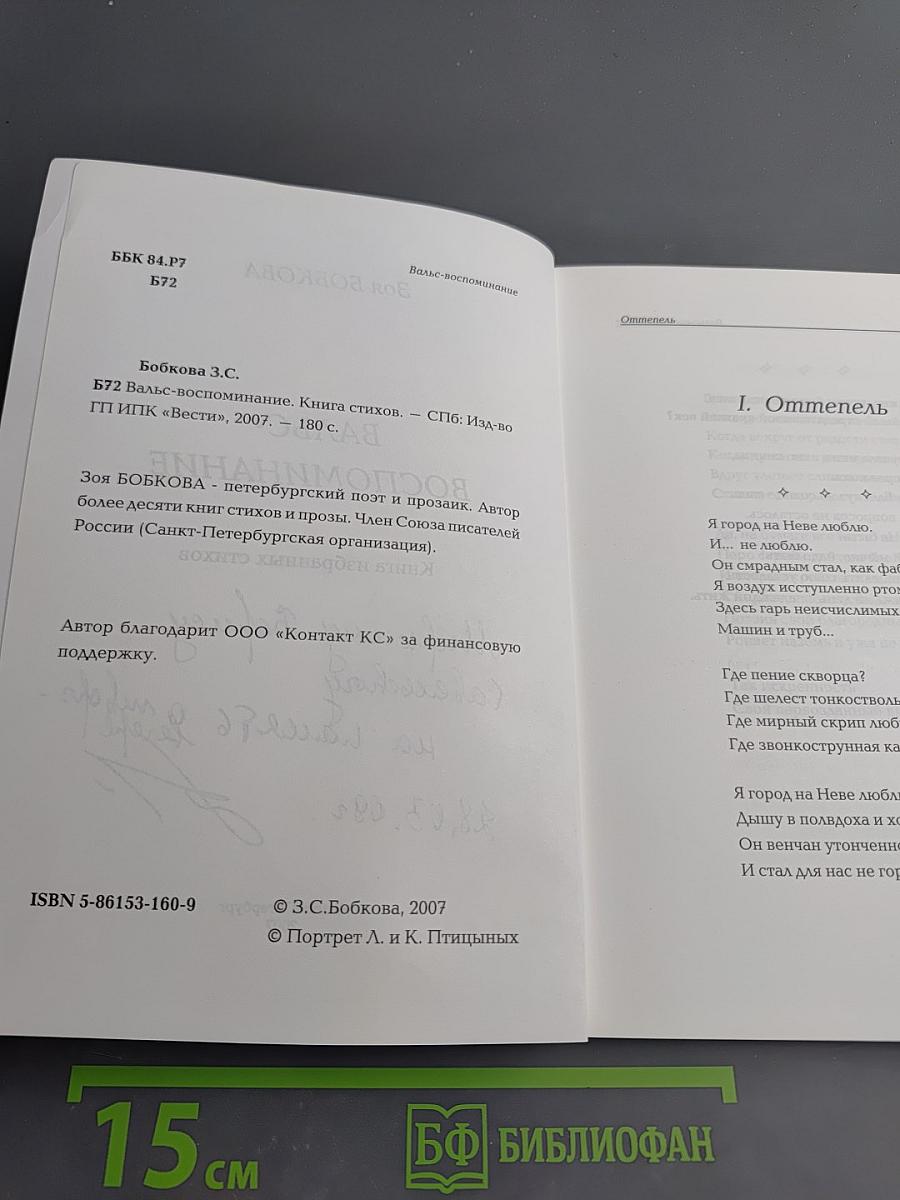 ББК 84.Р7
Б72
Вальс-воспоминание
Бобкова З.С.
Б72 Вальс-воспоминание. Книга стихов. — СПб: Изд-во
ГП ИПК «Вести», 2007. — 180 с.
Зоя БОБКОВА - петербургский поэт и прозаик. Автор
более десяти книг стихов и прозы. Член Союза писателей
России (Санкт-Петербургская организация).
Автор благодарит ООО «Контакт КС» за финансовую
поддержку.
ISBN 5-86153-160-9
© З.С.Бобкова, 2007
© Портрет Л. и К. Птицыных
Оттепель
I. Оттепель
Я город на Неве люблю.
И... не люблю.
Он смрадным стал, как фаб
Я воздух исступленно ртом
Здесь гарь неисчислимых
Машин и труб...
Где пение скворца?
Где шелест тонкостволь
Где мирный скрип люб
Где звонкострунная ка
Я город на Неве любл
Дышу в полвдоха и хо
Он венчан утонченно
И стал для нас не гор
15 см
БФ БИБЛИОФАН